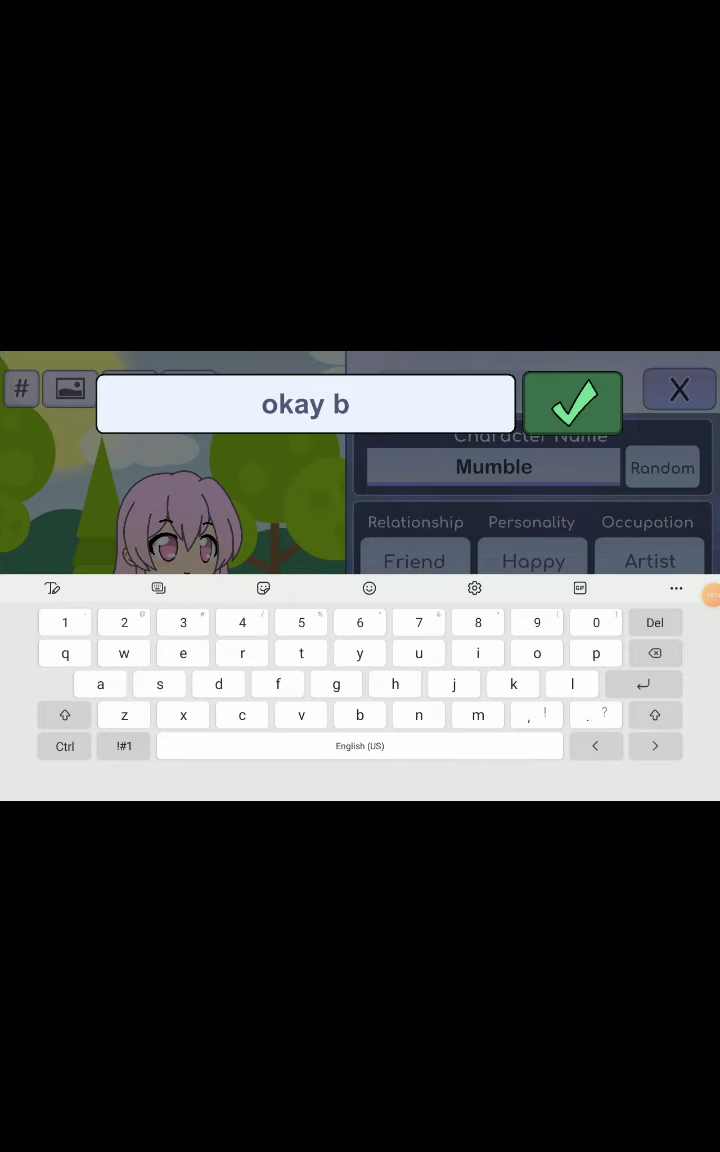 #
okay b
X
Character Name
Mumble
Random
Relationship Personality Occupation
Friend Happy Artist
GIF
1 2 3 4 5 6 7 8 9 0 Del
q w e r t y u i o p
a s d f g h j k l
z x c v b n m , ! . ?
Ctrl !#1 English (US) < >